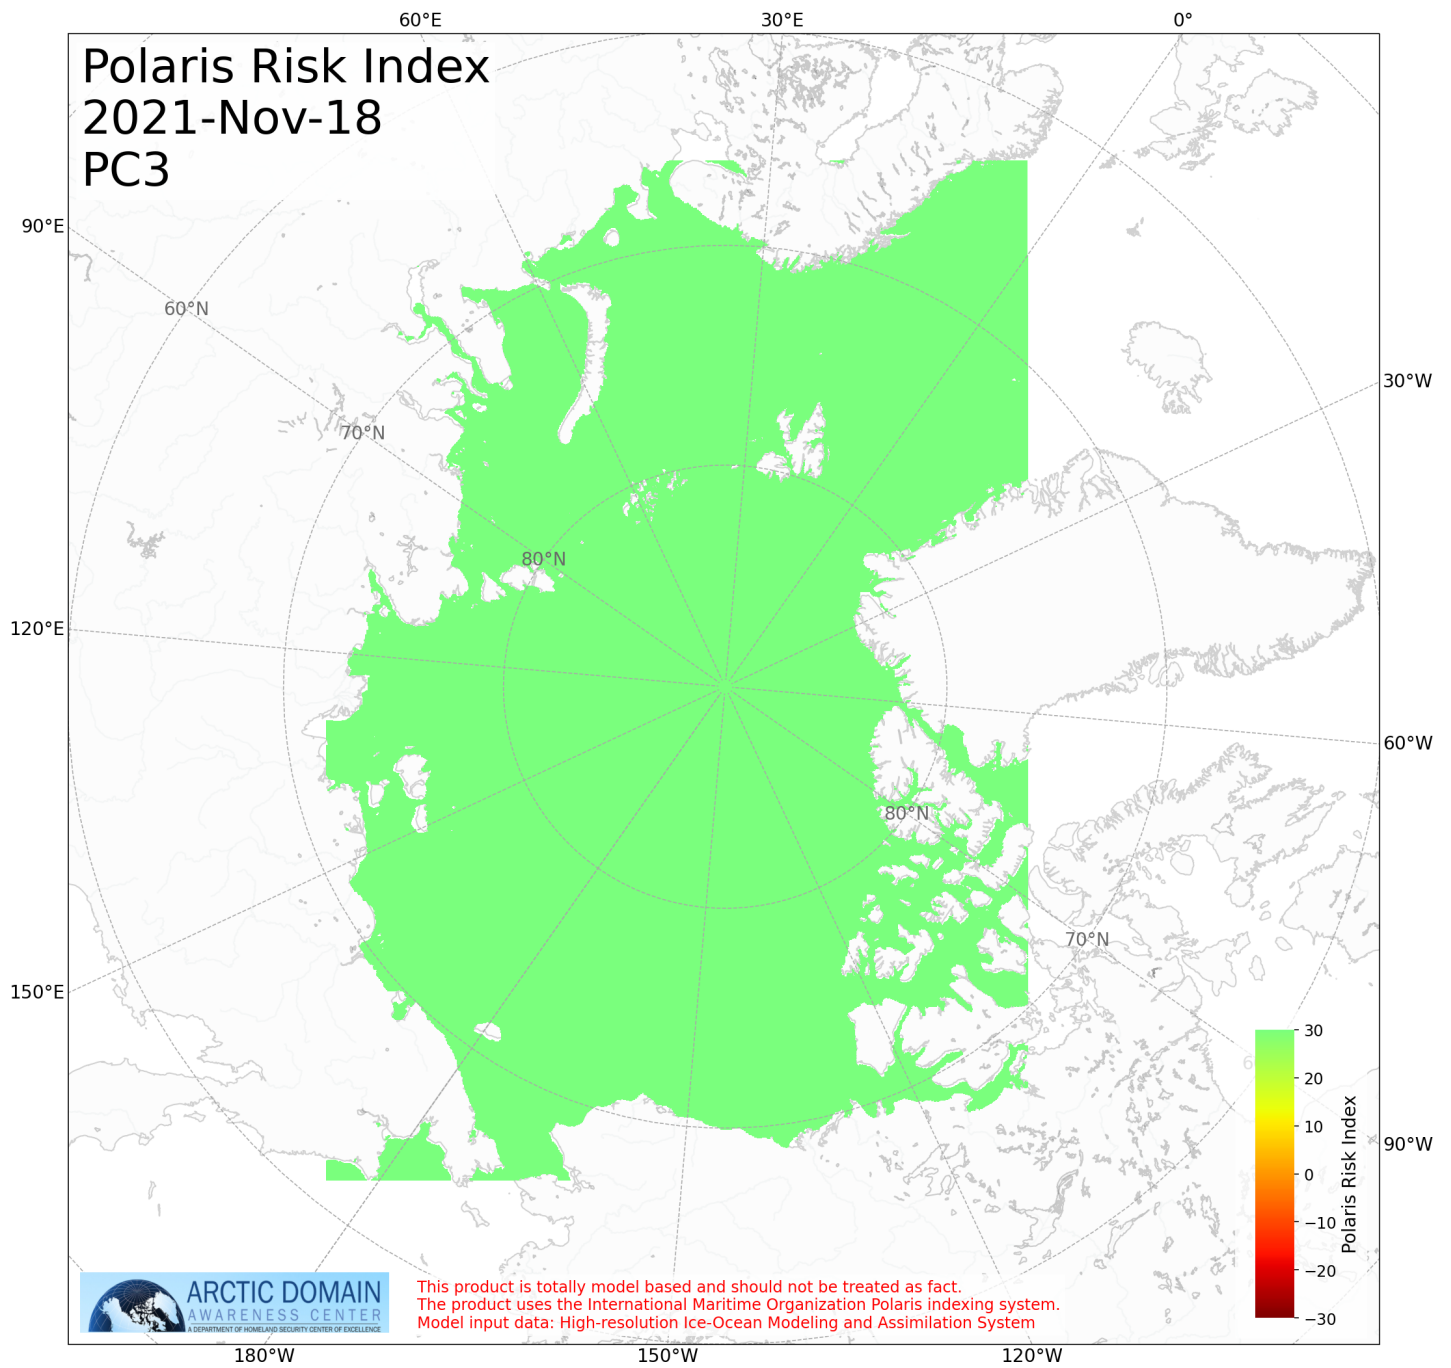 60°E
30°E
0°
Polaris Risk Index
2021-Nov-18
PC3
90°E
60°N
30°W
70°N
80°N
120°E
60°W
80°N
70°N
150°E
30
20
10
0
−10
−20
−30
Polaris Risk Index
90°W
ARCTIC DOMAIN
AWARENESS CENTER
A DEPARTMENT OF HOMELAND SECURITY CENTER OF EXCELLENCE
This product is totally model based and should not be treated as fact.
The product uses the International Maritime Organization Polaris indexing system.
Model input data: High-resolution Ice-Ocean Modeling and Assimilation System
180°W
150°W
120°W